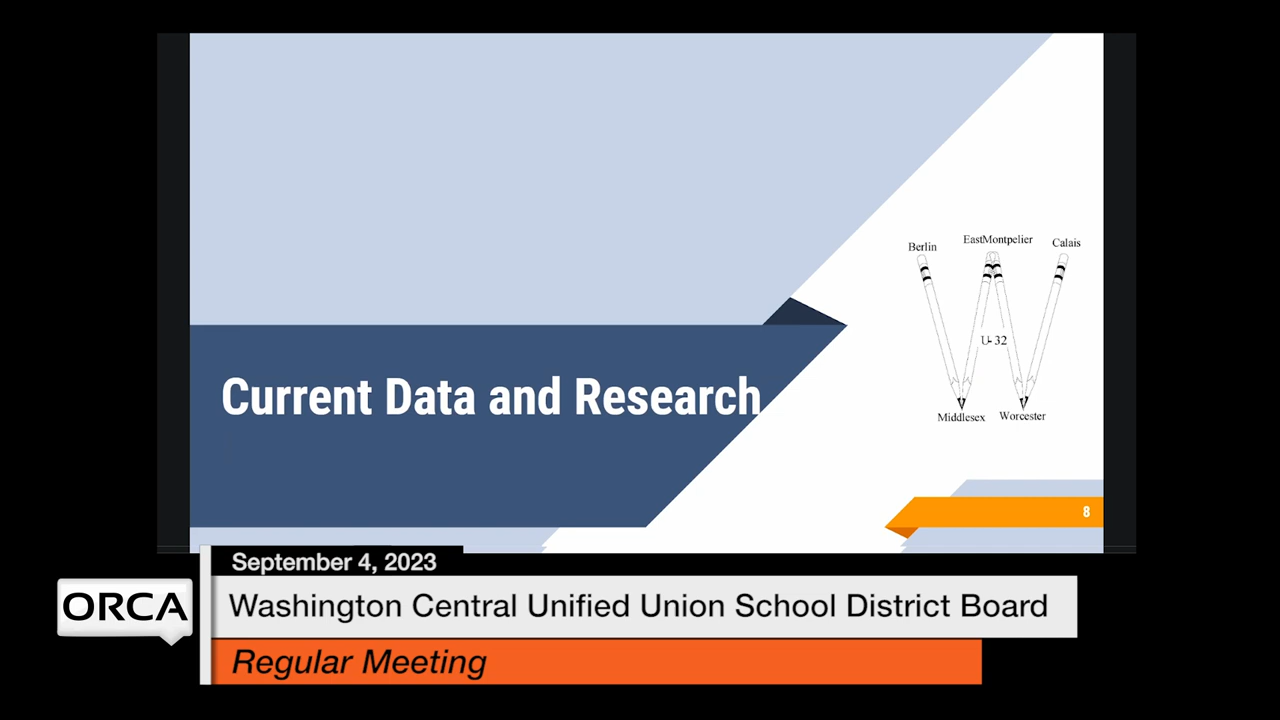 Berlin
EastMontpelier
Calais
U-32
Current Data and Research
Middlesex
Worcester
8
September 4, 2023
ORCA
Washington Central Unified Union School District Board
Regular Meeting